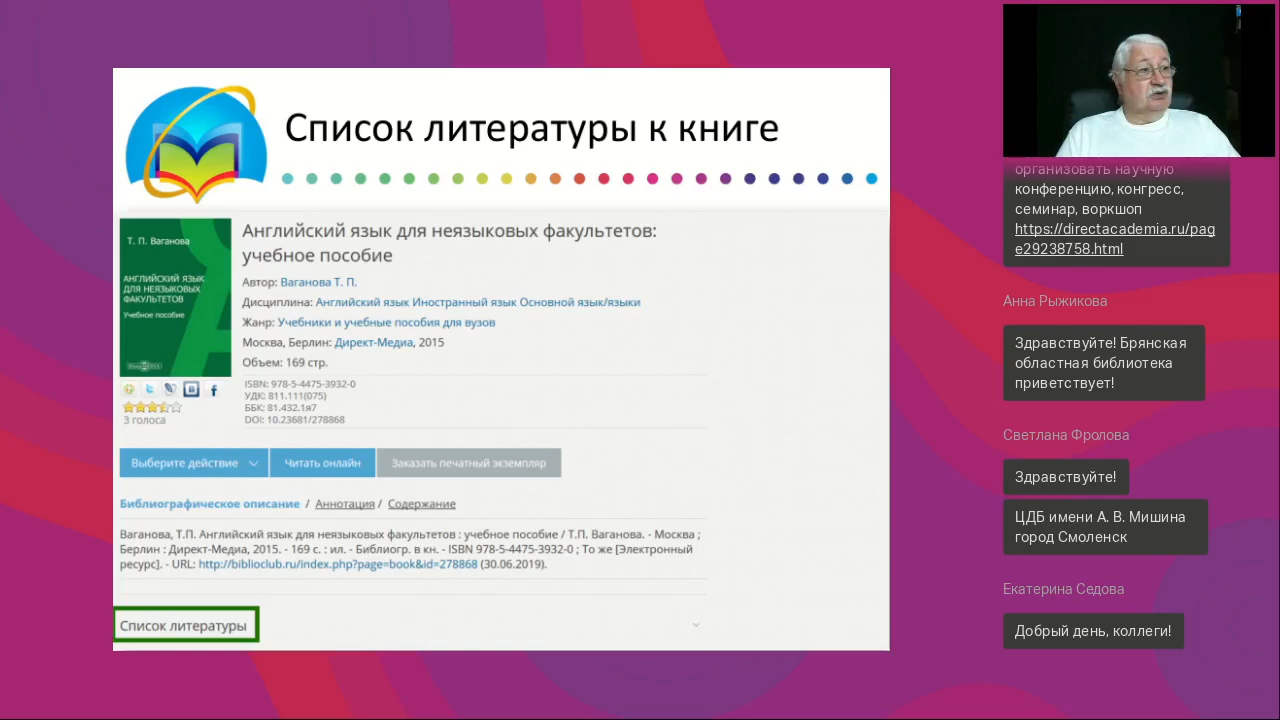 Список литературы к книге
Т. П. Ваганова
АНГЛИЙСКИЙ ЯЗЫК
ДЛЯ НЕЯЗЫКОВЫХ
ФАКУЛЬТЕТОВ
Учебное пособие
3 голоса
Английский язык для неязыковых факультетов:
учебное пособие
Автор: Ваганова Т. П.
Дисциплина: Английский язык Иностранный язык Основной язык/языки
Жанр: Учебники и учебные пособия для вузов
Москва, Берлин: Директ-Медиа, 2015
Объем: 169 стр.
ISBN: 978-5-4475-3932-0
УДК: 811.111(075)
ББК: 81.432.1я7
DOI: 10.23681/278868
Выберите действие
Читать онлайн
Заказать печатный экземпляр
Библиографическое описание / Аннотация / Содержание
Ваганова, Т.П. Английский язык для неязыковых факультетов : учебное пособие / Т.П. Ваганова. - Москва ;
Берлин : Директ-Медиа, 2015. - 169 с. : ил. - Библиогр. в кн. - ISBN 978-5-4475-3932-0 ; То же [Электронный
ресурс]. - URL: http://biblioclub.ru/index.php?page=book&id=278868 (30.06.2019).
Список литературы
организовать научную
конференцию, конгресс,
семинар, воркшоп
https://directacademia.ru/pag
e29238758.html
Анна Рыжикова
Здравствуйте! Брянская
областная библиотека
приветствует!
Светлана Фролова
Здравствуйте!
ЦДБ имени А. В. Мишина
город Смоленск
Екатерина Седова
Добрый день, коллеги!